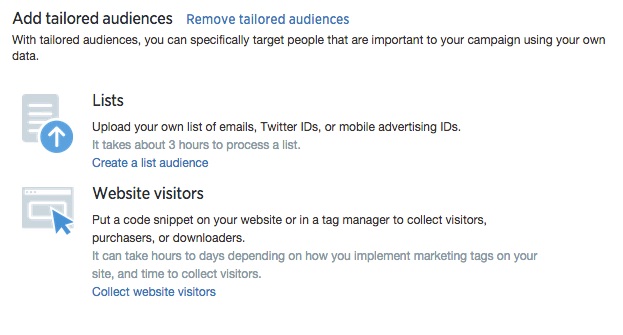 Add tailored audiences Remove tailored audiences
With tailored audiences, you can specifically target people that are important to your campaign using your own
data.
Lists
Upload your own list of emails, Twitter IDs, or mobile advertising IDs.
It takes about 3 hours to process a list.
Create a list audience
Website visitors
Put a code snippet on your website or in a tag manager to collect visitors,
purchasers, or downloaders.
It can take hours to days depending on how you implement marketing tags on your
site, and time to collect visitors.
Collect website visitors